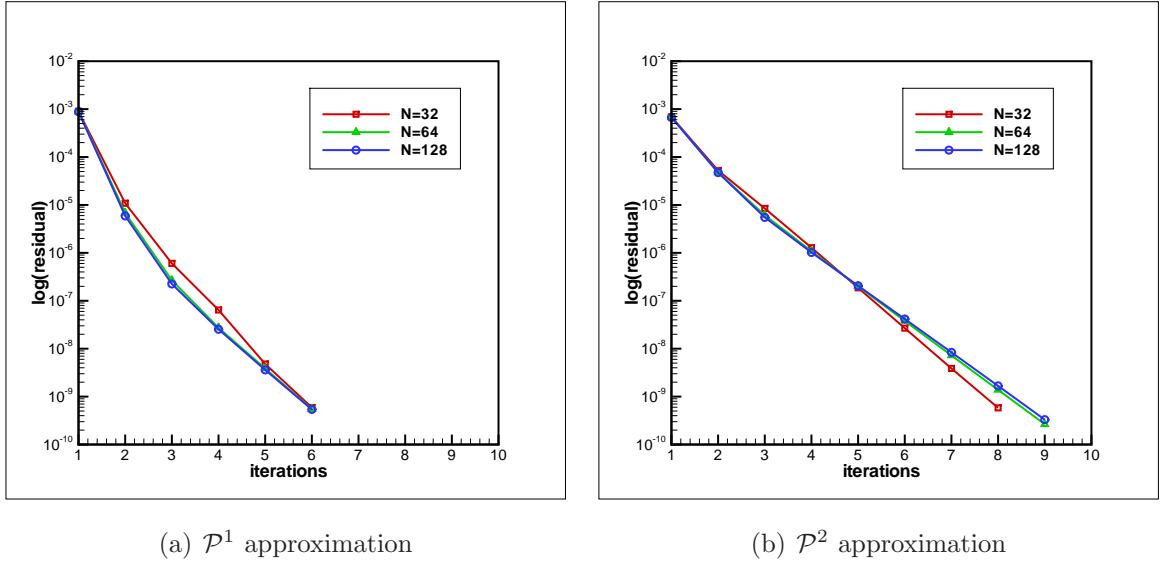 10^-2
10^-3
10^-4
10^-5
10^-6
10^-7
10^-8
10^-9
10^-10
log(residual)
N=32
N=64
N=128
1 2 3 4 5 6 7 8 9 10
iterations
(a) P^1 approximation
10^-2
10^-3
10^-4
10^-5
10^-6
10^-7
10^-8
10^-9
10^-10
log(residual)
N=32
N=64
N=128
1 2 3 4 5 6 7 8 9 10
iterations
(b) P^2 approximation